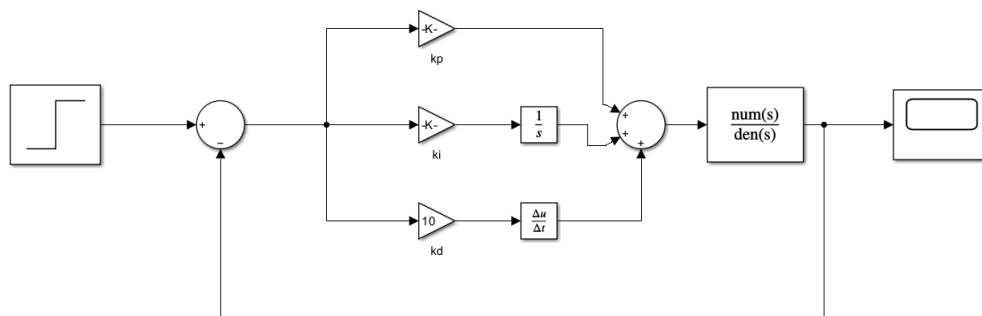 -K-
kp
+
−
-K-
ki
1
s
+
+
+
num(s)
den(s)
10
kd
Δu
Δt